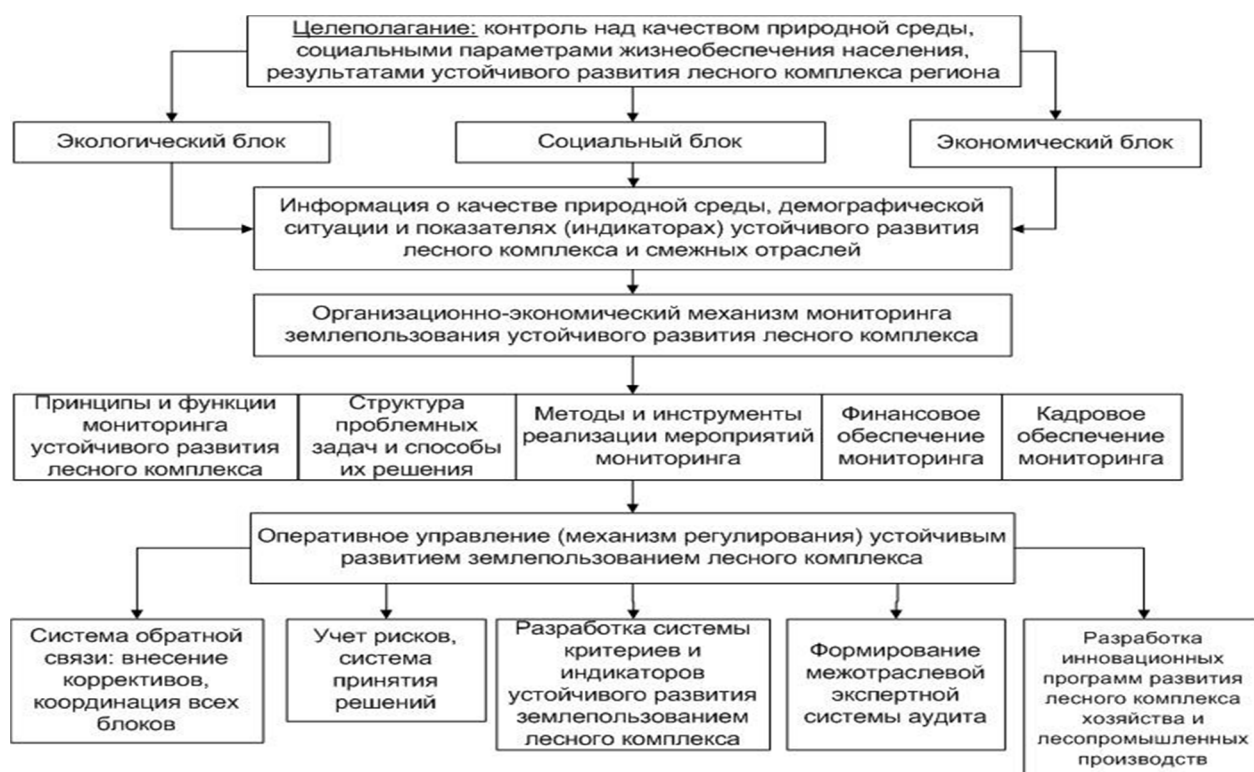 Целеполагание: контроль над качеством природной среды,
социальными параметрами жизнеобеспечения населения,
результатами устойчивого развития лесного комплекса региона
Экологический блок
Социальный блок
Экономический блок
Информация о качестве природной среды, демографической
ситуации и показателях (индикаторах) устойчивого развития
лесного комплекса и смежных отраслей
Организационно-экономический механизм мониторинга
землепользования устойчивого развития лесного комплекса
Принципы и функции
мониторинга
устойчивого развития
лесного комплекса
Структура
проблемных
задач и способы
их решения
Методы и инструменты
реализации мероприятий
мониторинга
Финансовое
обеспечение
мониторинга
Кадровое
обеспечение
мониторинга
Оперативное управление (механизм регулирования) устойчивым
развитием землепользованием лесного комплекса
Система обратной
связи: внесение
коррективов,
координация всех
блоков
Учет рисков,
система
принятия
решений
Разработка системы
критериев и
индикаторов
устойчивого развития
землепользованием
лесного комплекса
Формирование
межотраслевой
экспертной
системы аудита
Разработка
инновационных
программ развития
лесного комплекса
хозяйства и
лесопромышленных
производств